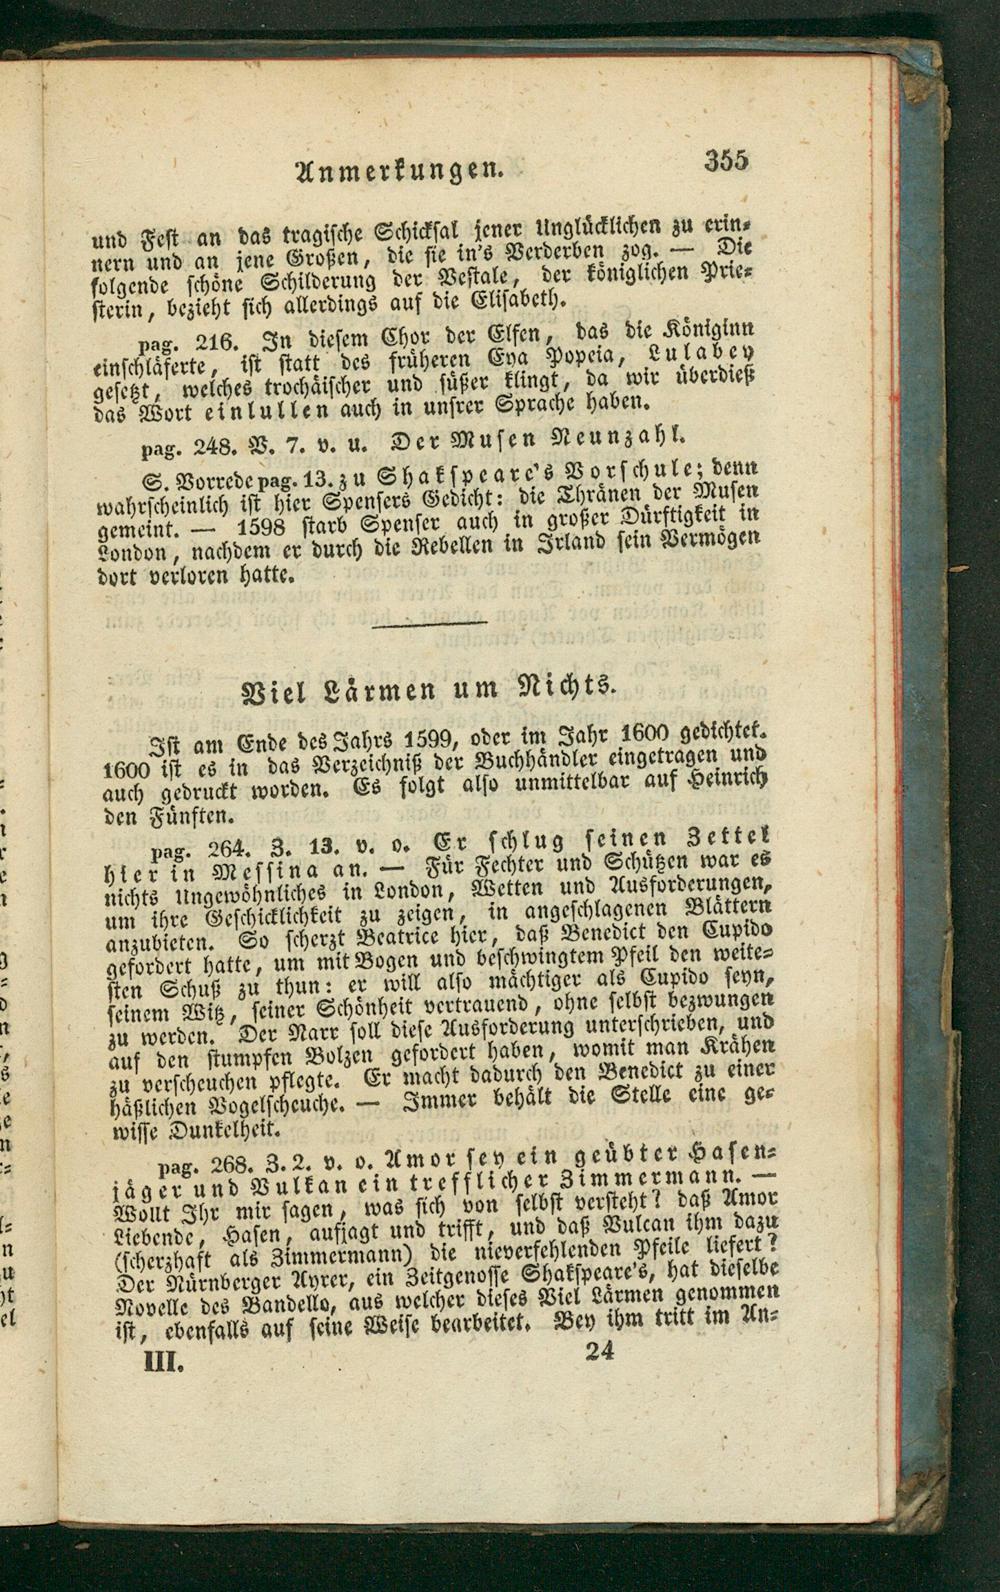 Anmerkungen. 355
und Fest an das tragische Schicksal jener Unglücklichen zu erin-
nern und an jene Großen, die sie in's Verderben zog. — Die
folgende schöne Schilderung der Vestale, der königlichen Prie-
sterin, bezieht sich allerdings auf die Elisabeth.
pag. 216. In diesem Chor der Elfen, das die Königinn
einschläferte, ist statt des früheren Eya Popeia, Lulabey
gesetzt, welches trochäischer und süßer klingt, da wir überdieß
das Wort einlullen auch in unsrer Sprache haben.
pag. 248. V. 7. v. u. Der Musen Neunzahl.
S. Vorrede pag. 13. zu Shakspeare's Vorschule; denn
wahrscheinlich ist hier Spensers Gedicht: die Thränen der Musen
gemeint. — 1598 starb Spenser auch in großer Dürftigkeit in
London, nachdem er durch die Rebellen in Irland sein Vermögen
dort verloren hatte.
Viel Lärmen um Nichts.
Ist am Ende des Jahrs 1599, oder im Jahr 1600 gedichtet.
1600 ist es in das Verzeichniß der Buchhändler eingetragen und
auch gedruckt worden. Es folgt also unmittelbar auf Heinrich
den Fünften.
pag. 264. Z. 13. v. o. Er schlug seinen Zettel
hier in Messina an. — Für Fechter und Schützen war es
nichts Ungewöhnliches in London, Wetten und Ausforderungen,
um ihre Geschicklichkeit zu zeigen, in angeschlagenen Blättern
anzubieten. So scherzt Beatrice hier, daß Benedict den Cupido
gefordert hatte, um mit Bogen und beschwingtem Pfeil den weite-
sten Schuß zu thun: er will also mächtiger als Cupido seyn,
seinem Witz, seiner Schönheit vertrauend, ohne selbst bezwungen
zu werden. Der Narr soll diese Ausforderung unterschrieben, und
auf den stumpfen Bolzen gefordert haben, womit man Krähen
zu verscheuchen pflegte. Er macht dadurch den Benedict zu einer
häßlichen Vogelscheuche. — Immer behält die Stelle eine ge-
wisse Dunkelheit.
pag. 268. Z. 2. v. o. Amor sey ein geübter Hasen-
jäger und Vulkan ein trefflicher Zimmermann. —
Wollt Ihr mir sagen, was sich von selbst versteht? daß Amor
Liebende, Hasen, aufjagt und trifft, und daß Vulcan ihm dazu
(scherzhaft als Zimmermann) die nieverfehlenden Pfeile liefert?
Der Nürnberger Ayrer, ein Zeitgenosse Shakspeare's, hat dieselbe
Novelle des Bandello, aus welcher dieses Viel Lärmen genommen
ist, ebenfalls auf seine Weise bearbeitet. Bey ihm tritt im An-
III. 24